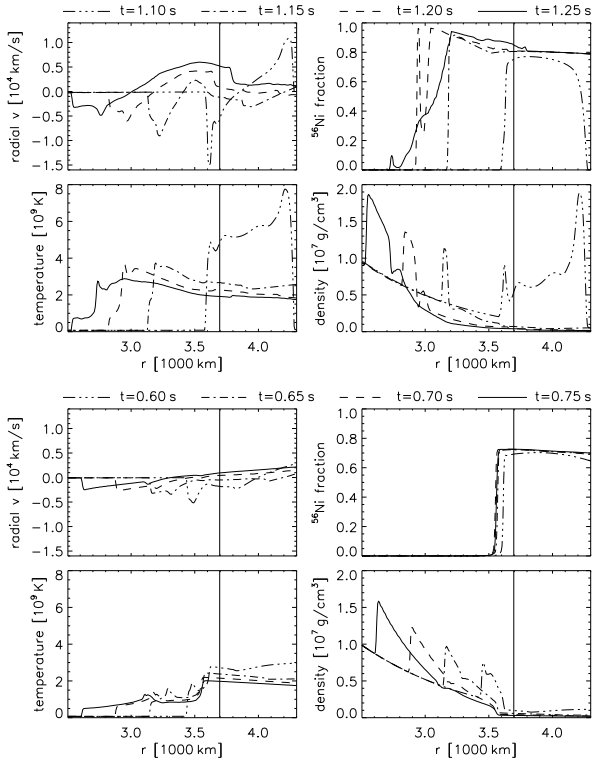 t=1.10 s t=1.15 s t=1.20 s t=1.25 s
radial v [10⁴ km/s]
1.0
0.5
-0.0
-0.5
-1.0
-1.5
⁵⁶Ni fraction
1.0
0.8
0.6
0.4
0.2
0.0
temperature [10⁹ K]
8
6
4
2
0
3.0 3.5 4.0
r [1000 km]
density [10⁷ g/cm³]
2.0
1.5
1.0
0.5
0.0
3.0 3.5 4.0
r [1000 km]
t=0.60 s t=0.65 s t=0.70 s t=0.75 s
radial v [10⁴ km/s]
1.0
0.5
0.0
-0.5
-1.0
-1.5
⁵⁶Ni fraction
1.0
0.8
0.6
0.4
0.2
0.0
temperature [10⁹ K]
8
6
4
2
0
3.0 3.5 4.0
r [1000 km]
density [10⁷ g/cm³]
2.0
1.5
1.0
0.5
0.0
3.0 3.5 4.0
r [1000 km]